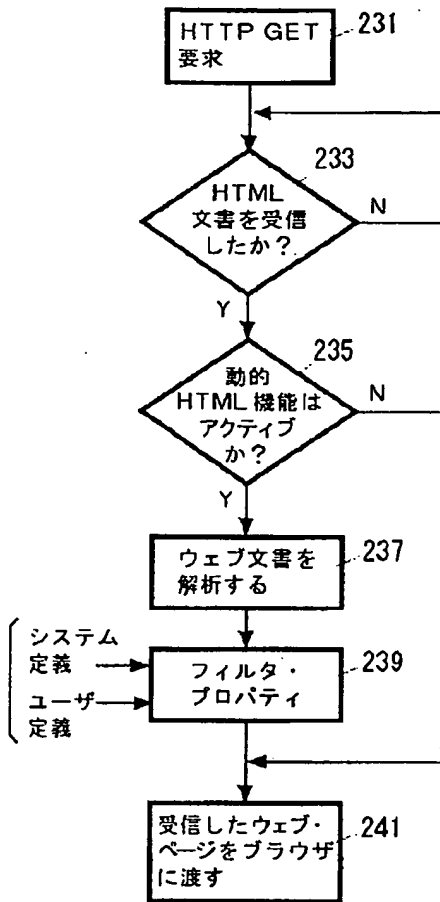 HTTP GET
要求
231
233
HTML
文書を受信
したか?
N
Y
235
動的
HTML 機能は
アクティブ
か?
N
Y
ウェブ文書を
解析する
237
システム
定義
ユーザ
定義
フィルタ・
プロパティ
239
受信したウェブ・
ページをブラウザ
に渡す
241